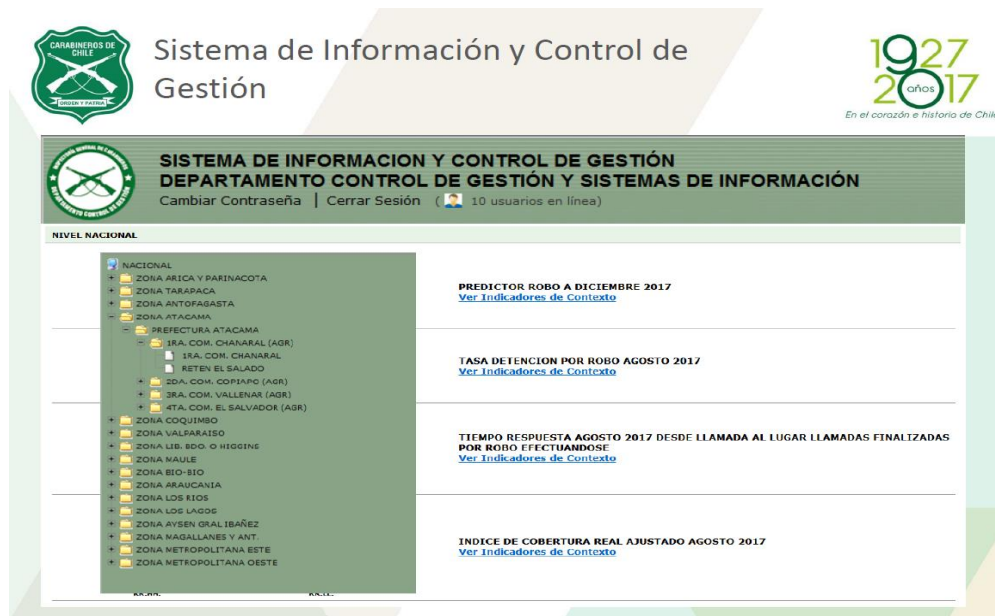 CARABINEROS DE
CHILE
ORDEN Y PATRIA
Sistema de Información y Control de
Gestión
1927
2017
años
En el corazón e historia de Chile
SISTEMA DE INFORMACION Y CONTROL DE GESTIÓN
DEPARTAMENTO CONTROL DE GESTIÓN Y SISTEMAS DE INFORMACIÓN
Cambiar Contraseña | Cerrar Sesión ( 10 usuarios en línea)
NIVEL NACIONAL
NACIONAL
ZONA ARICA Y PARINACOTA
ZONA TARAPACA
ZONA ANTOFAGASTA
ZONA ATACAMA
PREFECTURA ATACAMA
1RA. COM. CHANARAL (AGR)
1RA. COM. CHANARAL
RETEN EL SALADO
2DA. COM. COPIAPO (AGR)
3RA. COM. VALLENAR (AGR)
4TA. COM. EL SALVADOR (AGR)
ZONA COQUIMBO
ZONA VALPARAISO
ZONA LIB. BDO. O HIGGINS
ZONA MAULE
ZONA BIO-BIO
ZONA ARAUCANIA
ZONA LOS RIOS
ZONA LOS LAGOS
ZONA AYSEN GRAL IBAÑEZ
ZONA MAGALLANES Y ANT.
ZONA METROPOLITANA ESTE
ZONA METROPOLITANA OESTE
PREDICTOR ROBO A DICIEMBRE 2017
Ver Indicadores de Contexto
TASA DETENCION POR ROBO AGOSTO 2017
Ver Indicadores de Contexto
TIEMPO RESPUESTA AGOSTO 2017 DESDE LLAMADA AL LUGAR LLAMADAS FINALIZADAS
POR ROBO EFECTUANDOSE
Ver Indicadores de Contexto
INDICE DE COBERTURA REAL AJUSTADO AGOSTO 2017
Ver Indicadores de Contexto